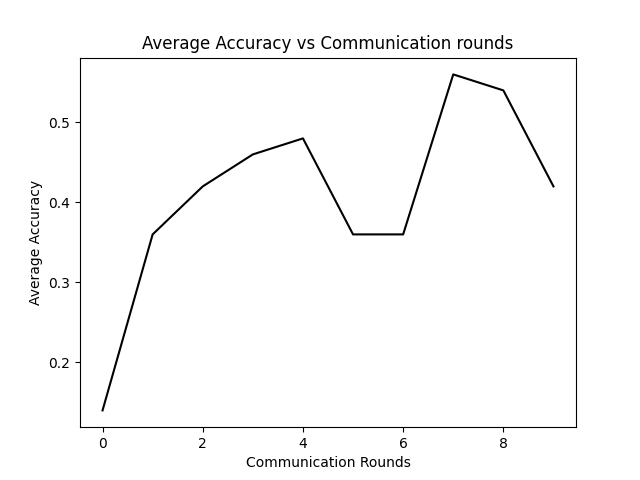 Average Accuracy vs Communication rounds
0.5
0.4
0.3
0.2
Average Accuracy
0 2 4 6 8
Communication Rounds